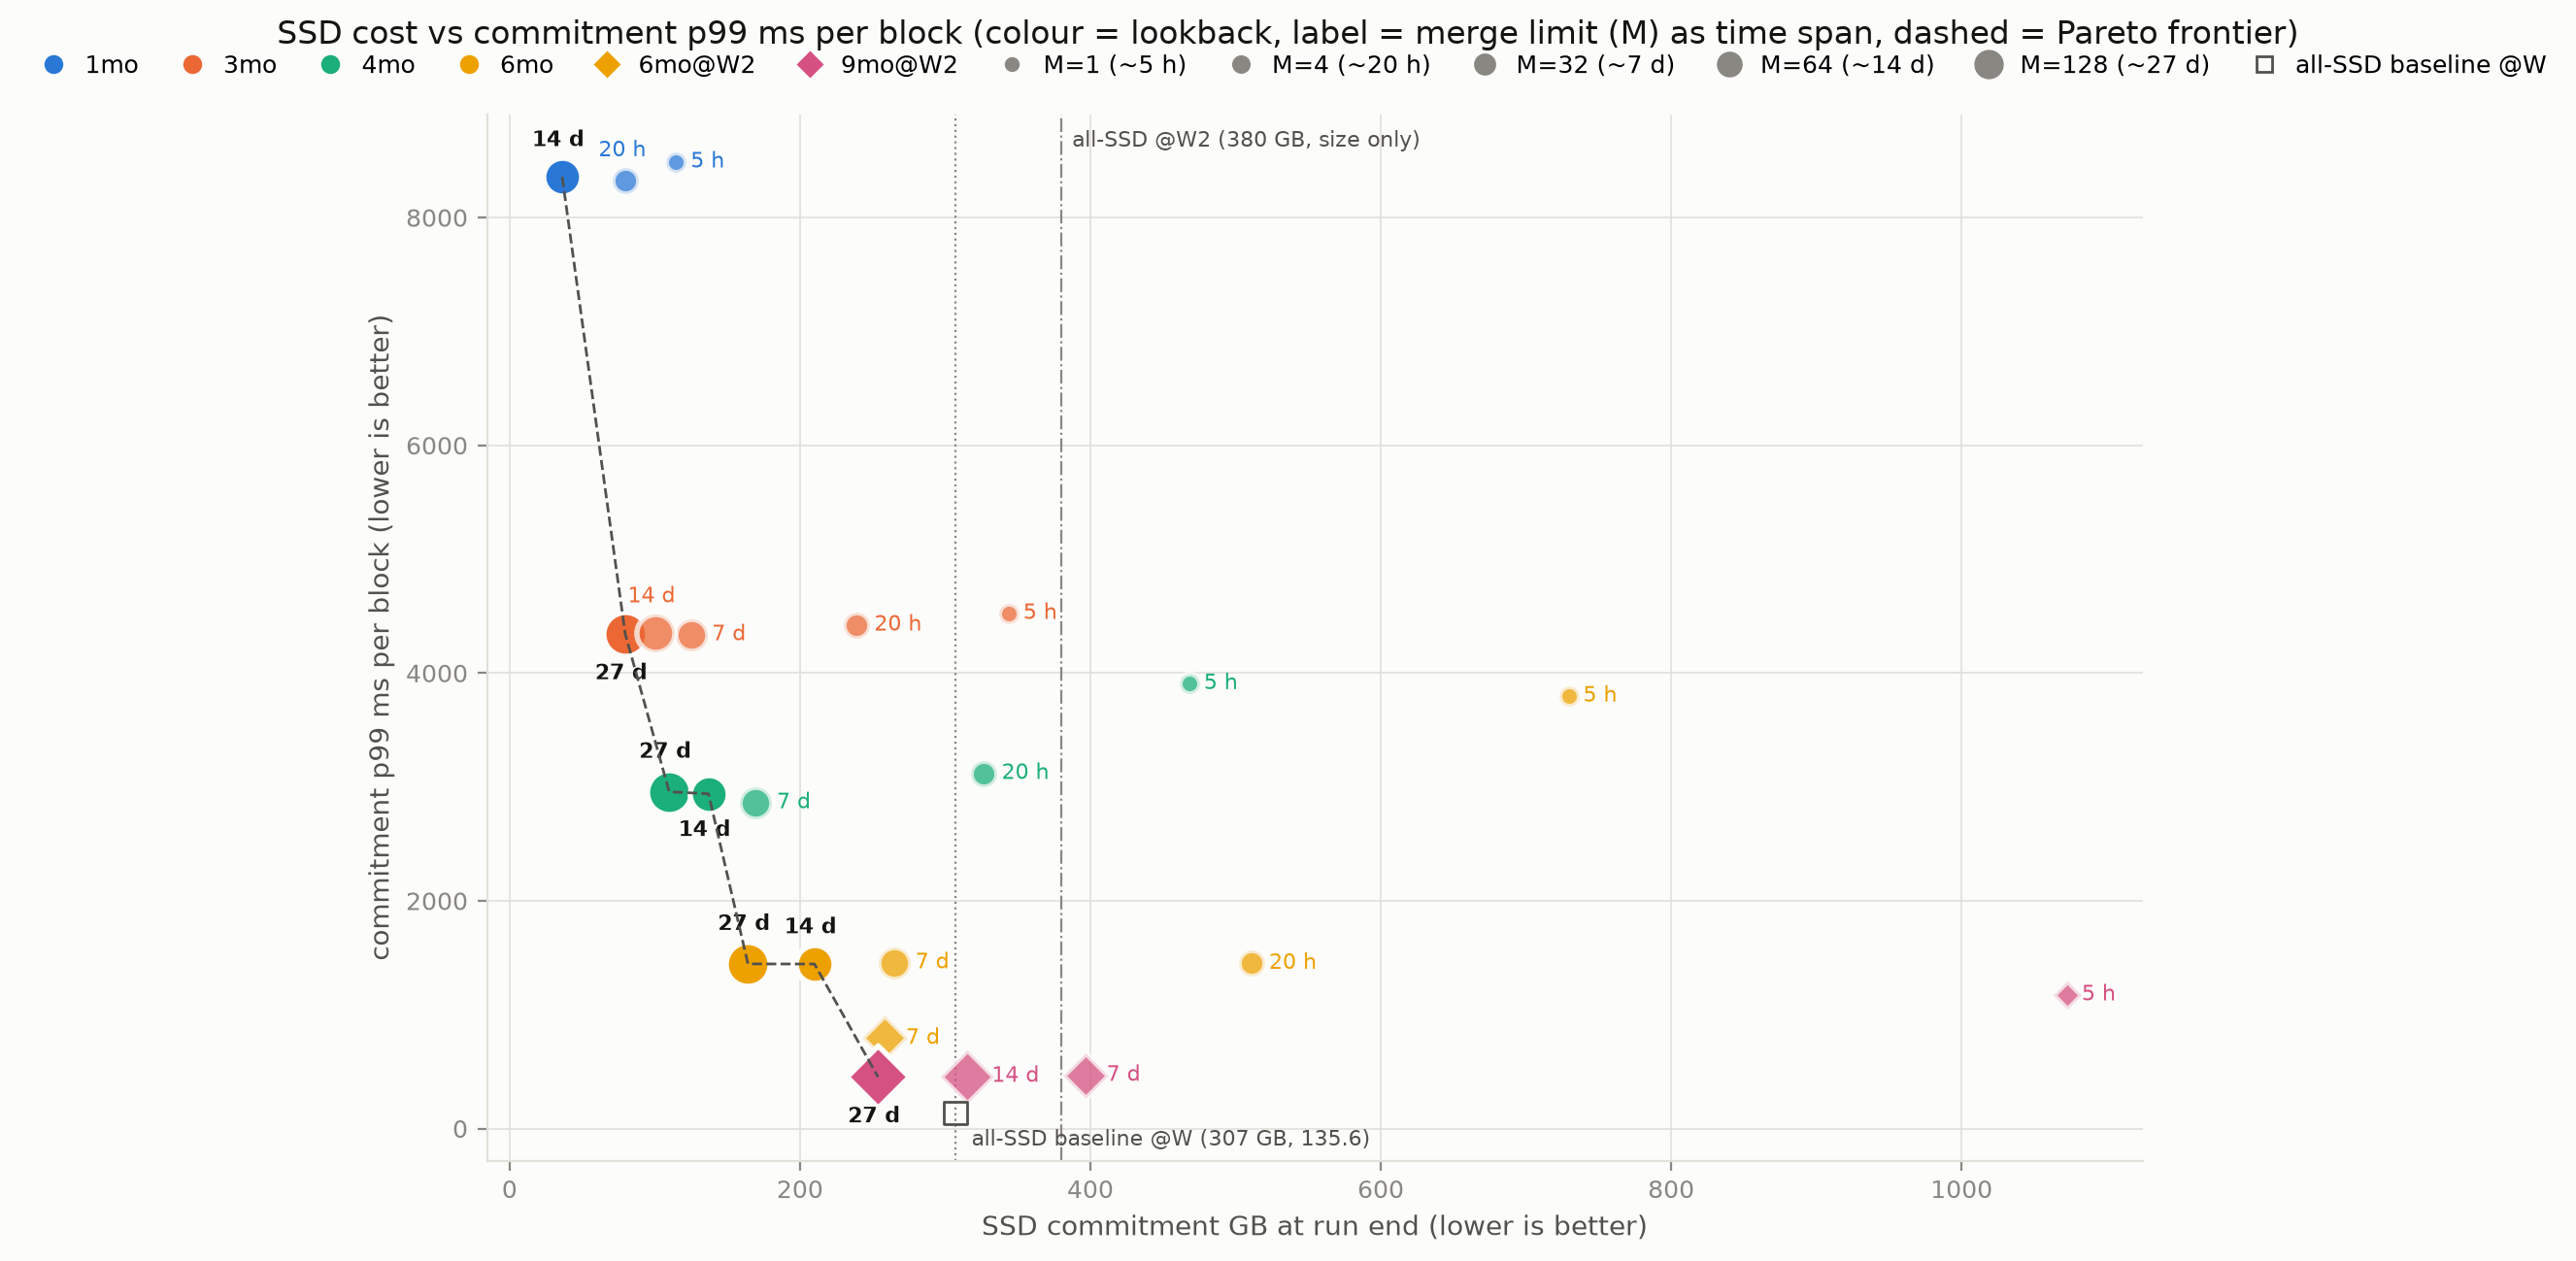 SSD cost vs commitment p99 ms per block (colour = lookback, label = merge limit (M) as time span, dashed = Pareto frontier)
1mo 3mo 4mo 6mo 6mo@W2 9mo@W2 M=1 (~5 h) M=4 (~20 h) M=32 (~7 d) M=64 (~14 d) M=128 (~27 d) all-SSD baseline @W
14 d 20 h 5 h all-SSD @W2 (380 GB, size only)
8000
6000
14 d
20 h 5 h
7 d
4000
27 d
5 h 5 h
27 d
20 h
7 d
14 d
2000
27 d 14 d
7 d 20 h
5 h
7 d
14 d 7 d
27 d
0
all-SSD baseline @W (307 GB, 135.6)
0 200 400 600 800 1000
SSD commitment GB at run end (lower is better)
commitment p99 ms per block (lower is better)